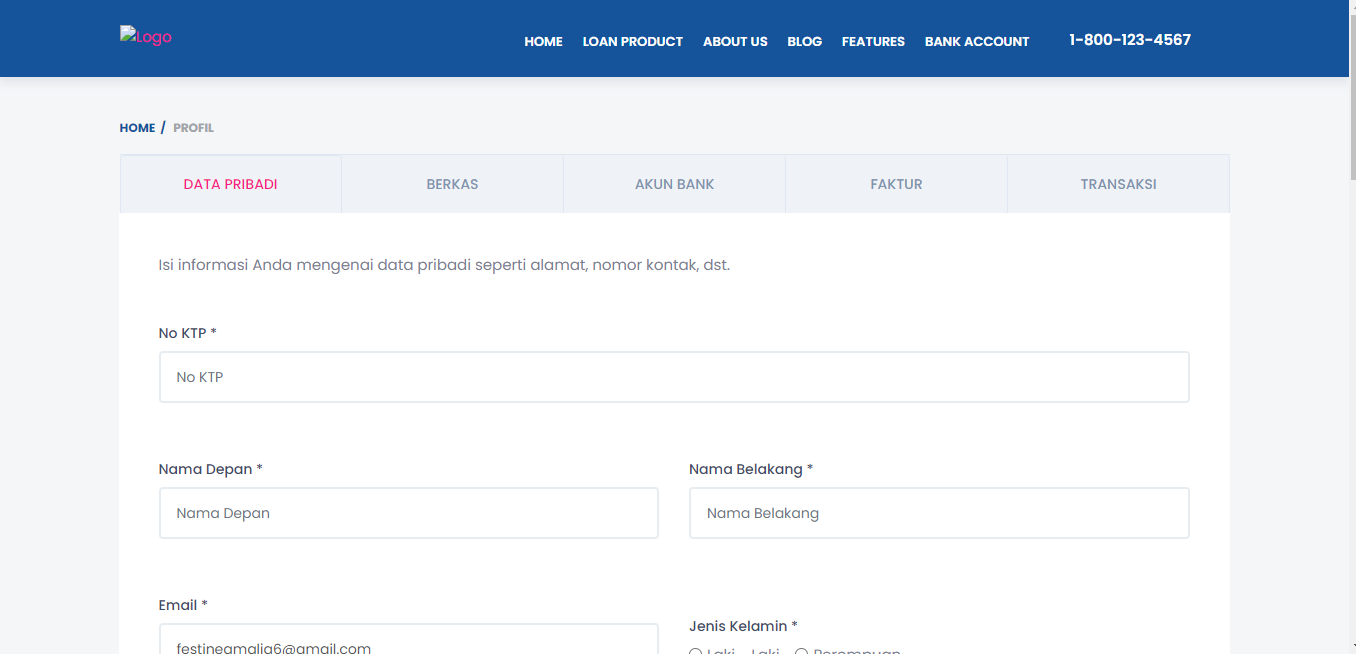 Logo
HOME LOAN PRODUCT ABOUT US BLOG FEATURES BANK ACCOUNT 1-800-123-4567
HOME / PROFIL
DATA PRIBADI BERKAS AKUN BANK FAKTUR TRANSAKSI
Isi informasi Anda mengenai data pribadi seperti alamat, nomor kontak, dst.
No KTP *
No KTP
Nama Depan * Nama Belakang *
Nama Depan Nama Belakang
Email *
Jenis Kelamin *
festineamalia6@gmail.com
Laki - Laki Perempuan